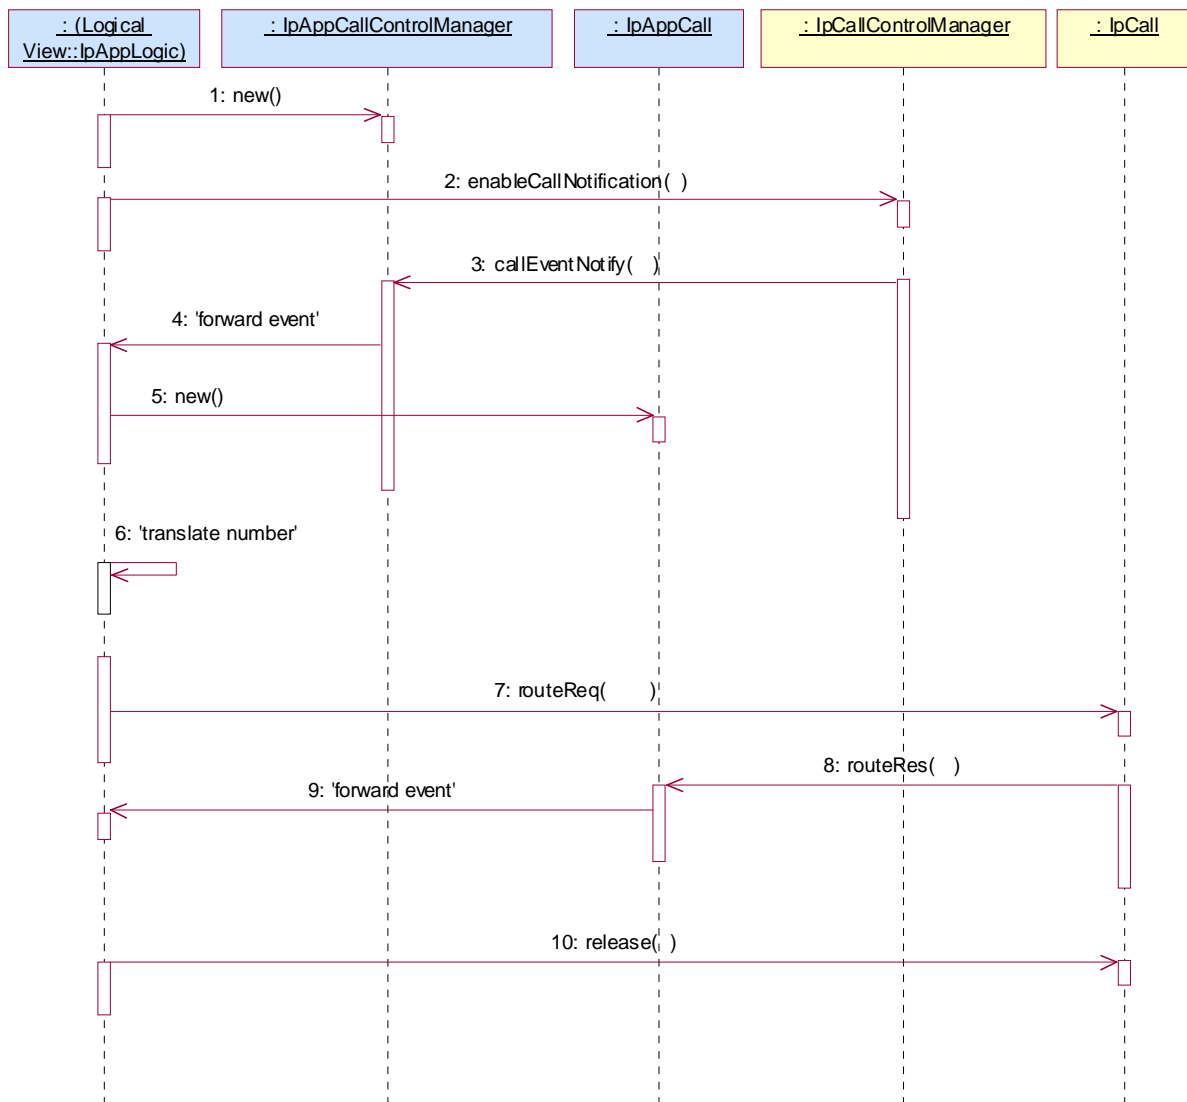 : (Logical
View::IpAppLogic)
: IpAppCallControlManager
: IpAppCall
: IpCallControlManager
: IpCall
1: new()
2: enableCallNotification( )
3: callEventNotify( )
4: 'forward event'
5: new()
6: 'translate number'
7: routeReq( )
8: routeRes( )
9: 'forward event'
10: release( )